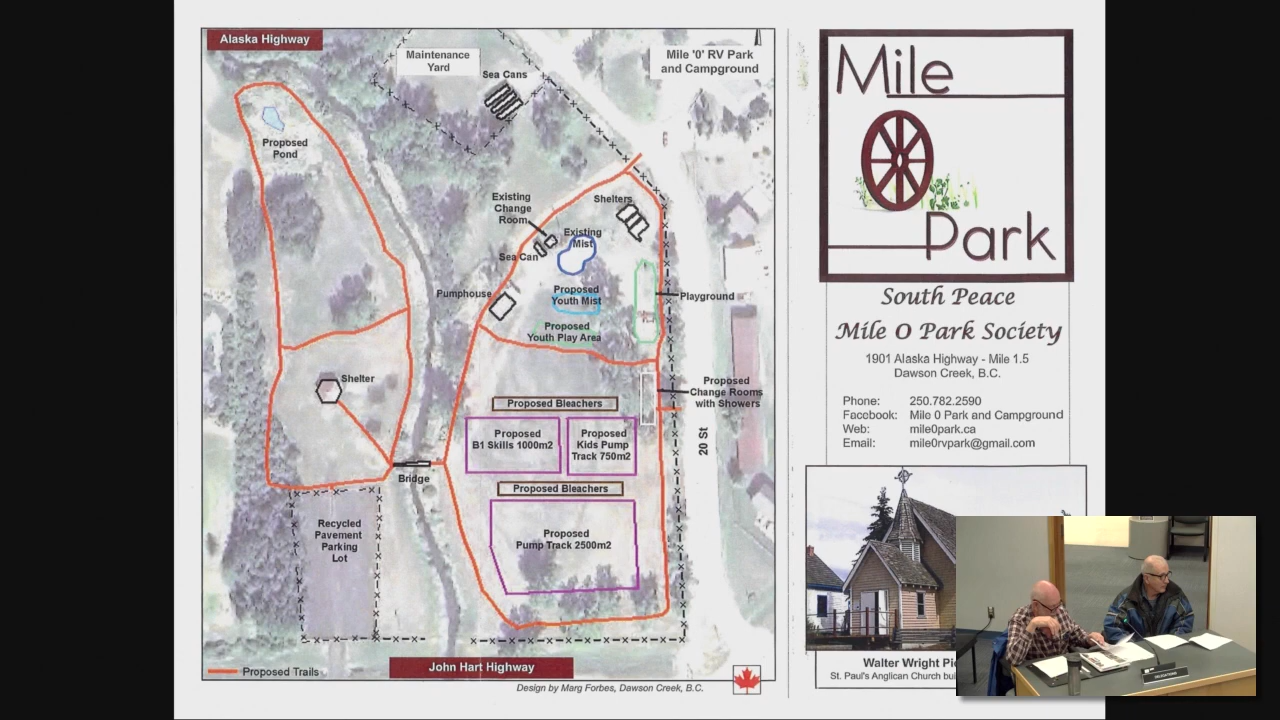 Alaska Highway
Maintenance
Yard
Sea Cans
Mile '0' RV Park
and Campground
Proposed
Pond
Existing
Change
Room
Shelters
Existing
Mist
Sea Can
Pumphouse
Proposed
Youth Mist
Playground
Proposed
Youth Play Area
Shelter
Proposed
Change Rooms
with Showers
Proposed Bleachers
Proposed
B1 Skills 1000m2
Proposed
Kids Pump
Track 750m2
20 St
Bridge
Proposed Bleachers
Recycled
Pavement
Parking
Lot
Proposed
Pump Track 2500m2
Proposed Trails
John Hart Highway
Design by Marg Forbes, Dawson Creek, B.C.
Mile
Park
South Peace
Mile O Park Society
1901 Alaska Highway - Mile 1.5
Dawson Creek, B.C.
Phone: 250.782.2590
Facebook: Mile 0 Park and Campground
Web: mile0park.ca
Email: mile0rvpark@gmail.com
Walter Wright
St. Paul's Anglican Church
DELEGATIONS